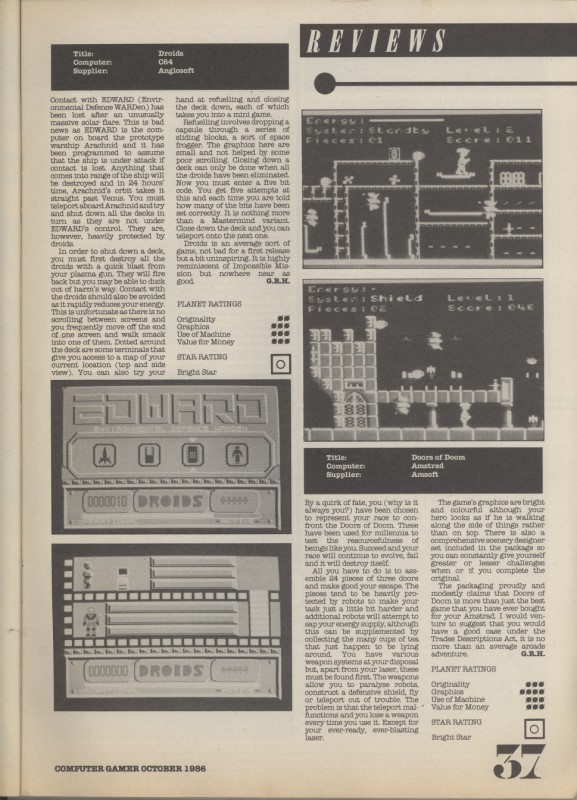 REVIEWS
Title: Droids
Computer: C64
Supplier: Anglosoft
Contact with EDWARD (Envir-
onmental Defence WARDen) has
been lost after an unusually
massive solar flare. This is bad
news as EDWARD is the com-
puter on board the prototype
warship Arachnid and it has
been programmed to assume
that the ship is under attack if
contact is lost. Anything that
comes into range of the ship will
be destroyed and in 24 hours'
time, Arachnid's orbit takes it
straight past Venus. You must
teleport aboard Arachnid and try
and shut down all the decks in
turn as they are not under
EDWARD's control. They are,
however, heavily protected by
droids.
In order to shut down a deck,
you must first destroy all the
droids with a quick blast from
your plasma gun. They will fire
back but you may be able to duck
out of harm's way. Contact with
the droids should also be avoided
as it rapidly reduces your energy.
This is unfortunate as there is no
scrolling between screens and
you frequently move off the end
of one screen and walk smack
into one of them. Dotted around
the deck are some terminals that
give you access to a map of your
current location (top and side
view). You can also try your
hand at refuelling and closing
the deck down, each of which
takes you into a mini game.
Refuelling involves dropping a
capsule through a series of
sliding blocks, a sort of space
frogger. The graphics here are
small and not helped by some
poor scrolling. Closing down a
deck can only be done when all
the droids have been eliminated.
Now you must enter a five bit
code. You get five attempts at
this and each time you are told
how many of the bits have been
set correctly. It is nothing more
than a Mastermind variant.
Close down the deck and you can
teleport onto the next one.
Droids is an average sort of
game, not bad for a first release
but a bit uninspiring. It is highly
reminiscent of Impossible Mis-
sion but nowhere near as
good. G.R.H.
PLANET RATINGS
Originality
Graphics
Use of Machine
Value for Money
STAR RATING
Bright Star
EDWARD
ENVIRONMENTAL DEFENCE WARDEN
0000010 DROIDS
0000000 DROIDS
Energy:
System:Standby Level:2
Pieces:01 Score:011
Energy:
System:Shield Level:1
Pieces:02 Score:046
Title: Doors of Doom
Computer: Amstrad
Supplier: Amsoft
By a quirk of fate, you (why is it
always you?) have been chosen
to represent your race to con-
front the Doors of Doom. These
have been used for millennia to
test the resourcefulness of
beings like you. Succeed and your
race will continue to evolve, fail
and it will destroy itself.
All you have to do is to ass-
emble 24 pieces of three doors
and make good your escape. The
pieces tend to be heavily pro-
tected by robots to make your
task just a little bit harder and
additional robots will attempt to
sap your energy supply, although
this can be supplemented by
collecting the many cups of tea
that just happen to be lying
around. You have various
weapon systems at your disposal
but, apart from your laser, these
must be found first. The weapons
allow you to paralyse robots,
construct a defensive shield, fly
or teleport out of trouble. The
problem is that the teleport mal-
functions and you lose a weapon
every time you use it. Except for
your ever-ready, ever-blasting
laser.
The game's graphics are bright
and colourful although your
hero looks as if he is walking
along the side of things rather
than on top. There is also a
comprehensive scenery designer
set included in the package so
you can constantly give yourself
greater or lesser challenges
when or if you complete the
original.
The packaging proudly and
modestly claims that Doors of
Doom is more than just the best
game that you have ever bought
for your Amstrad. I would ven-
ture to suggest that you would
have a good case under the
Trades Descriptions Act, it is no
more than an average arcade
adventure. G.R.H.
PLANET RATINGS
Originality
Graphics
Use of Machine
Value for Money
STAR RATING
Bright Star
COMPUTER GAMER OCTOBER 1986
37